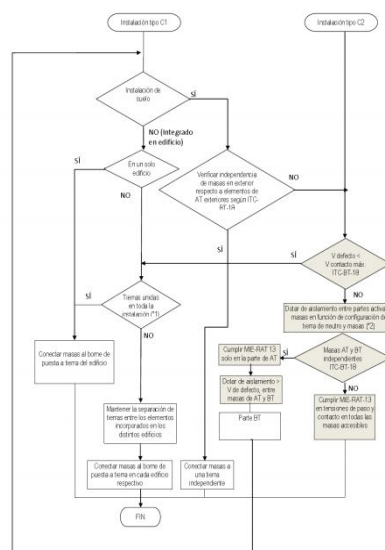 Instalación tipo C1
Instalación tipo C2
Instalación de
suelo
SÍ
NO (Integrado
en edificio)
SÍ
En un solo
edificio
NO
Verificar independencia
de masas en exterior
respecto a elementos de
AT exteriores según ITC-
BT-18
NO
SÍ
V defecto <
V contacto máx.
ITC-BT-18
SÍ
NO
Tierras unidas
en toda la
instalación (*1)
SÍ
NO
Dotar de aislamiento entre partes activas
masas en función de configuración de
tierra de neutro y masas (*2)
Cumplir MIE-RAT 13
solo en la parte de AT
SÍ
Masas AT y BT
independientes
ITC-BT-18
NO
Conectar masas al borne de
puesta a tierra del edificio
Dotar de aislamiento >
V de defecto, entre
masas de AT y BT
Cumplir MIE-RAT-13
en tensiones de paso y
contacto en todas las
masas accesibles
Mantener la separación de
tierras entre los elementos
incorporados en los
distintos edificios
Parte BT
Conectar masas al borne de
puesta a tierra en cada edificio
respectivo
Conectar masas a
una tierra
independiente
FIN